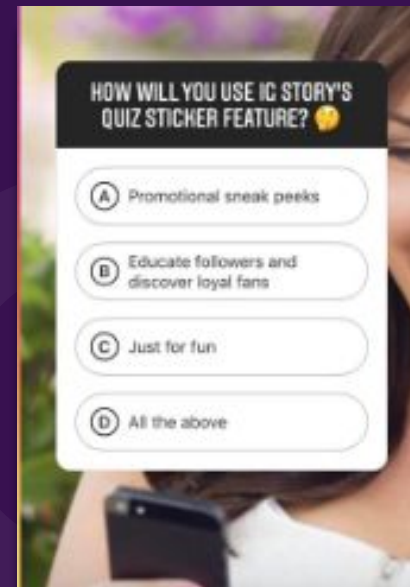 HOW WILL YOU USE IG STORY'S
QUIZ STICKER FEATURE? 🤔
A Promotional sneak peeks
B Educate followers and
discover loyal fans
C Just for fun
D All the above